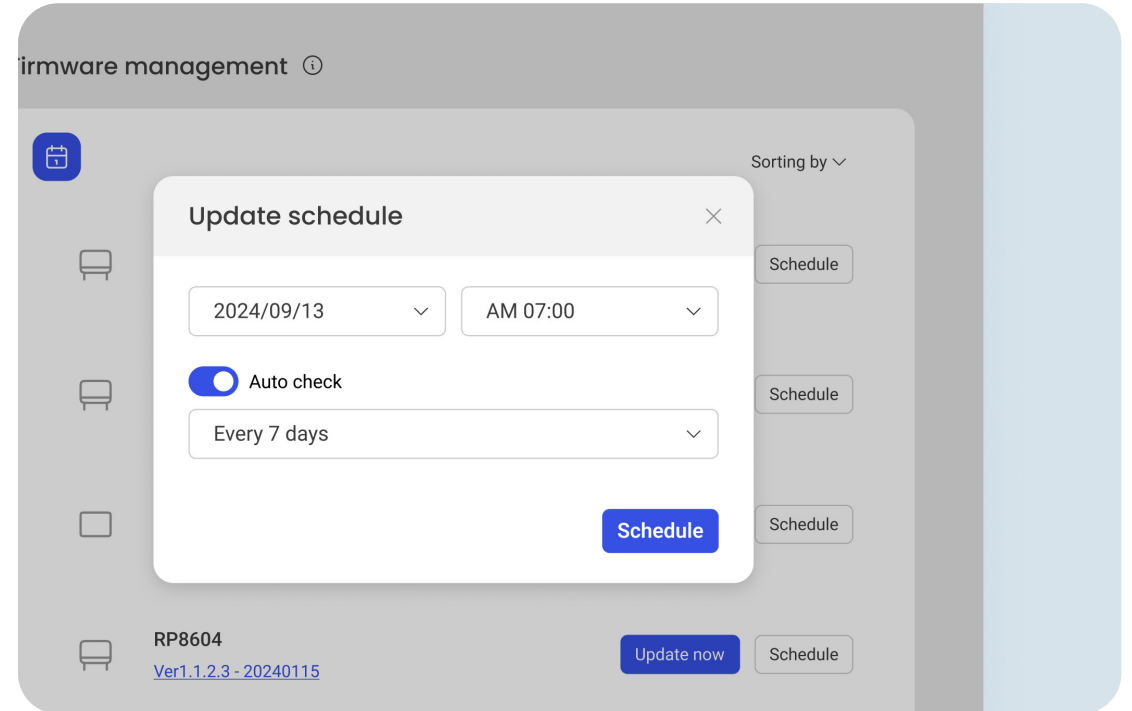 irmware management
Sorting by
Update schedule
Schedule
2024/09/13 AM 07:00
Auto check
Schedule
Every 7 days
Schedule
Schedule
RP8604
Update now Schedule
Ver1.1.2.3 - 20240115